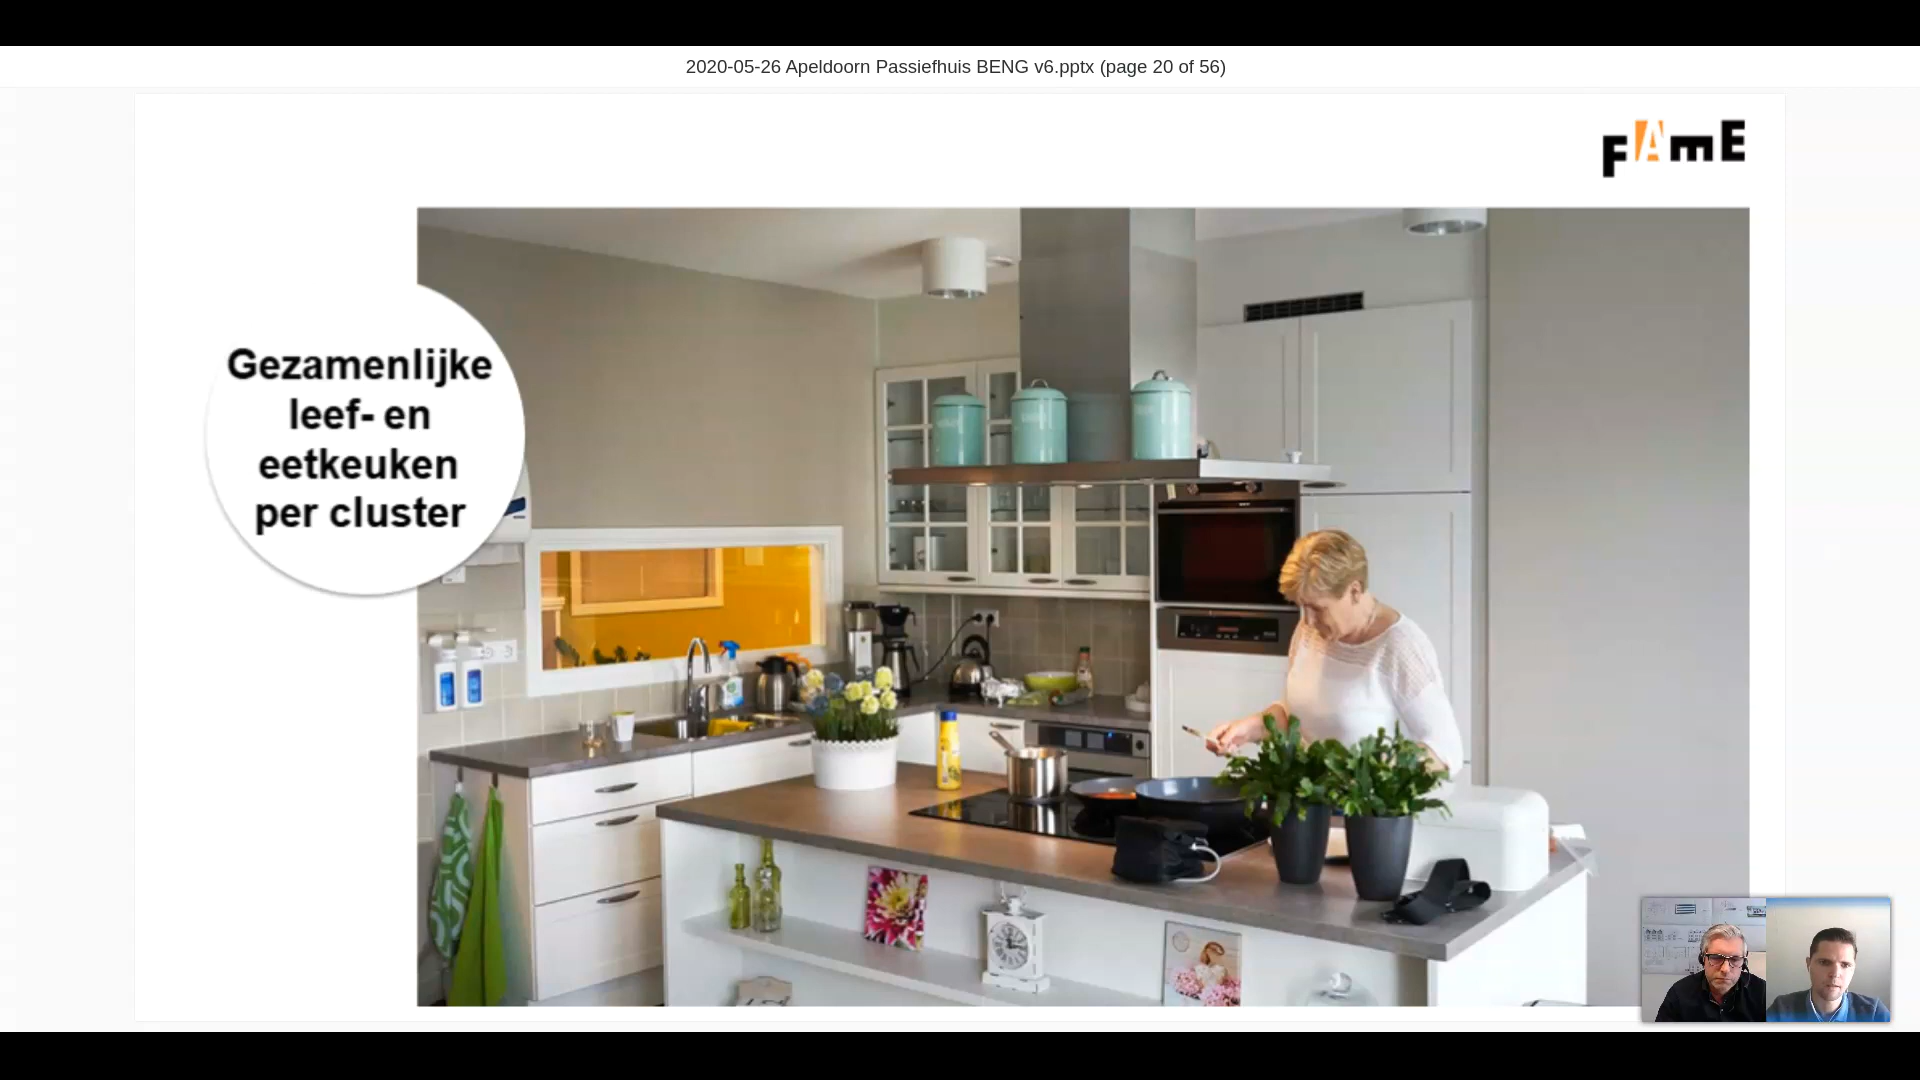 2020-05-26 Apeldoorn Passiefhuis BENG v6.pptx (page 20 of 56)
FAmE
Gezamenlijke
leef- en
eetkeuken
per cluster